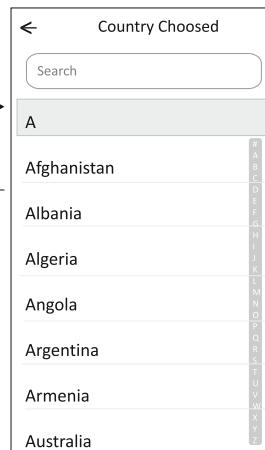 Country Choosed
Search
A
Afghanistan
Albania
Algeria
Angola
Argentina
Armenia
Australia
#
A
B
C
D
E
F
G
H
I
J
K
L
M
N
O
P
Q
R
S
T
U
V
W
X
Y
Z